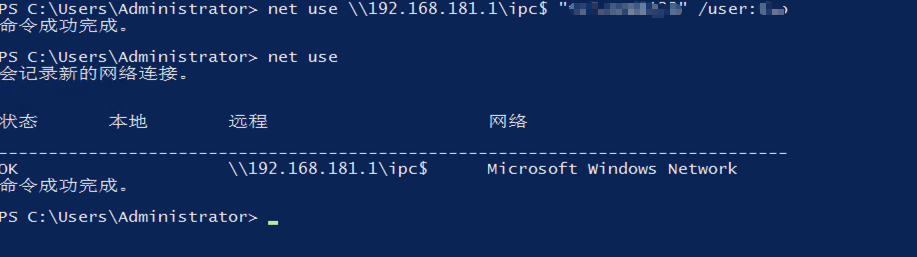 PS C:\Users\Administrator> net use \\192.168.181.1\ipc$ "" /user:
命令成功完成。
PS C:\Users\Administrator> net use
会记录新的网络连接。
状态 本地 远程 网络
-------------------------------------------------------------------------------
OK \\192.168.181.1\ipc$ Microsoft Windows Network
命令成功完成。
PS C:\Users\Administrator>